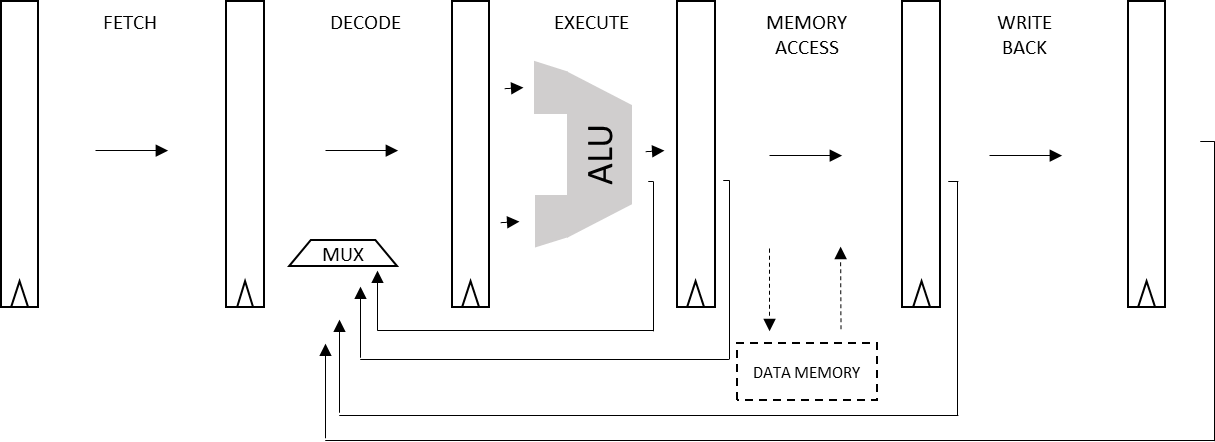 FETCH
DECODE
EXECUTE
MEMORY
ACCESS
WRITE
BACK
ALU
MUX
DATA MEMORY